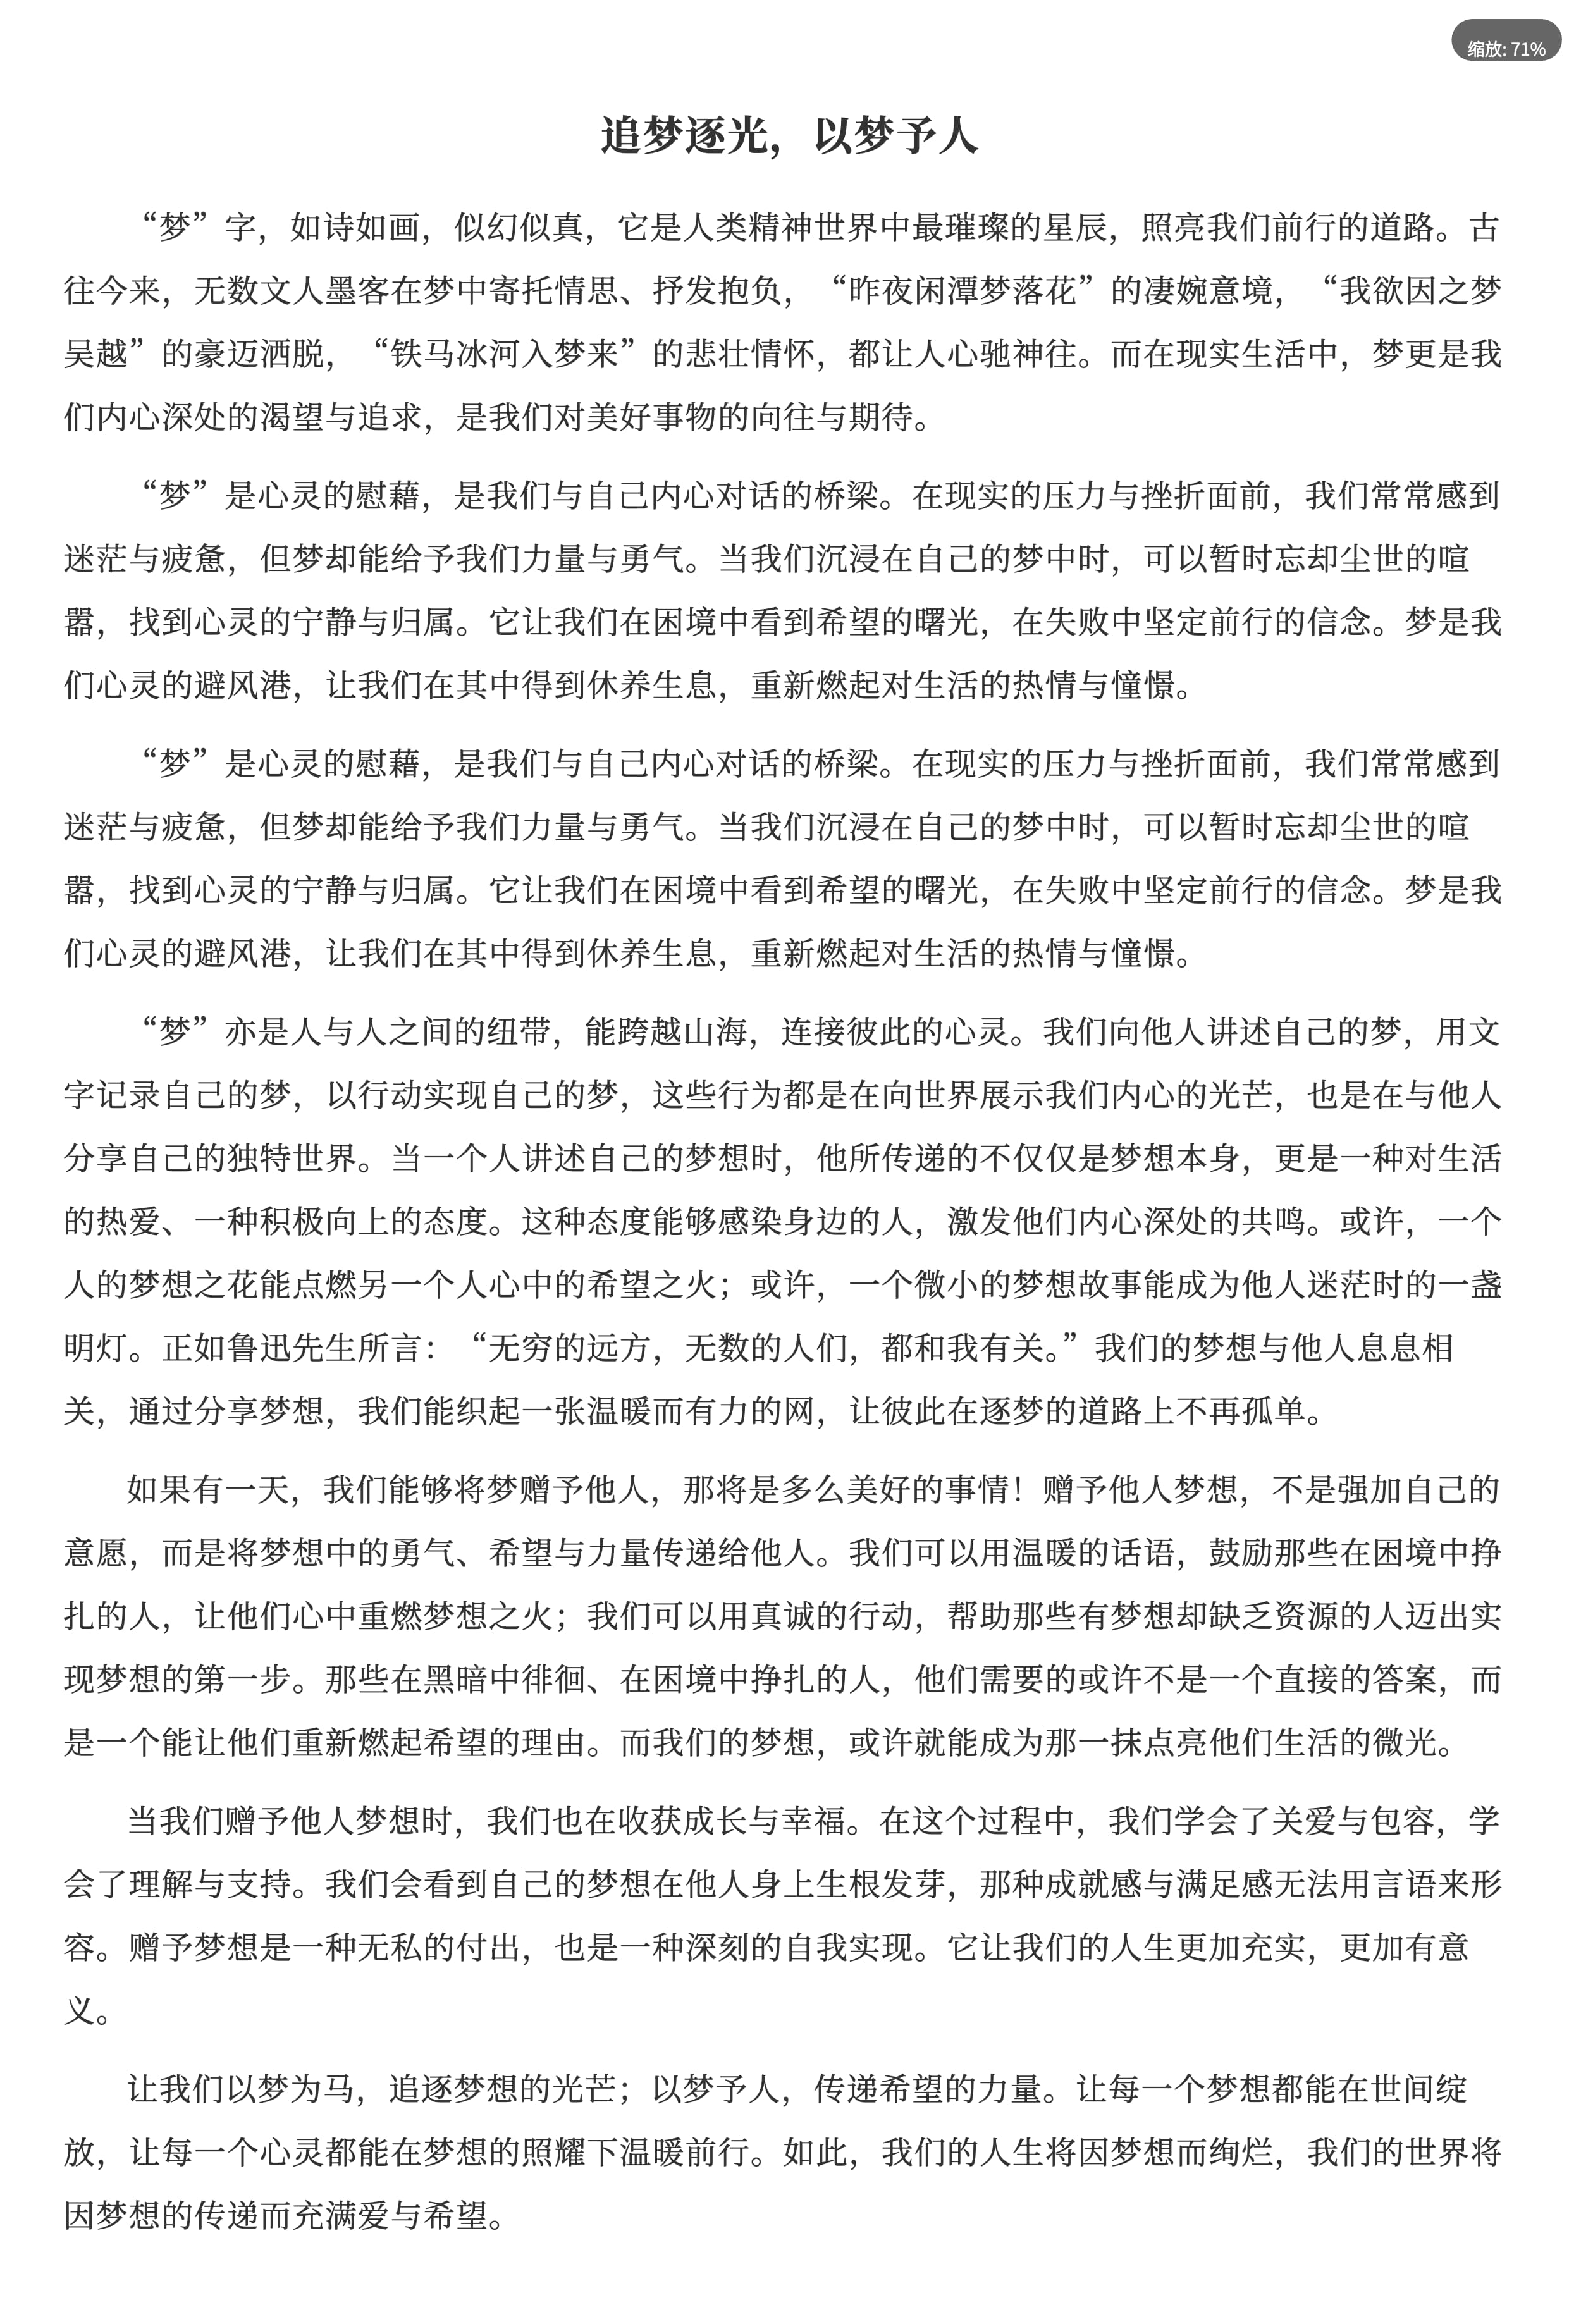 缩放: 71%
追梦逐光，以梦予人
“梦”字，如诗如画，似幻似真，它是人类精神世界中最璀璨的星辰，照亮我们前行的道路。古
往今来，无数文人墨客在梦中寄托情思、抒发抱负，“昨夜闲潭梦落花”的凄婉意境，“我欲因之梦
吴越”的豪迈洒脱，“铁马冰河入梦来”的悲壮情怀，都让人心驰神往。而在现实生活中，梦更是我
们内心深处的渴望与追求，是我们对美好事物的向往与期待。
“梦”是心灵的慰藉，是我们与自己内心对话的桥梁。在现实的压力与挫折面前，我们常常感到
迷茫与疲惫，但梦却能给予我们力量与勇气。当我们沉浸在自己的梦中时，可以暂时忘却尘世的喧
嚣，找到心灵的宁静与归属。它让我们在困境中看到希望的曙光，在失败中坚定前行的信念。梦是我
们心灵的避风港，让我们在其中得到休养生息，重新燃起对生活的热情与憧憬。
“梦”是心灵的慰藉，是我们与自己内心对话的桥梁。在现实的压力与挫折面前，我们常常感到
迷茫与疲惫，但梦却能给予我们力量与勇气。当我们沉浸在自己的梦中时，可以暂时忘却尘世的喧
嚣，找到心灵的宁静与归属。它让我们在困境中看到希望的曙光，在失败中坚定前行的信念。梦是我
们心灵的避风港，让我们在其中得到休养生息，重新燃起对生活的热情与憧憬。
“梦”亦是人与人之间的纽带，能跨越山海，连接彼此的心灵。我们向他人讲述自己的梦，用文
字记录自己的梦，以行动实现自己的梦，这些行为都是在向世界展示我们内心的光芒，也是在与他人
分享自己的独特世界。当一个人讲述自己的梦想时，他所传递的不仅仅是梦想本身，更是一种对生活
的热爱、一种积极向上的态度。这种态度能够感染身边的人，激发他们内心深处的共鸣。或许，一个
人的梦想之花能点燃另一个人心中的希望之火；或许，一个微小的梦想故事能成为他人迷茫时的一盏
明灯。正如鲁迅先生所言：“无穷的远方，无数的人们，都和我有关。”我们的梦想与他人息息相
关，通过分享梦想，我们能织起一张温暖而有力的网，让彼此在逐梦的道路上不再孤单。
如果有一天，我们能够将梦赠予他人，那将是多么美好的事情！赠予他人梦想，不是强加自己的
意愿，而是将梦想中的勇气、希望与力量传递给他人。我们可以用温暖的话语，鼓励那些在困境中挣
扎的人，让他们心中重燃梦想之火；我们可以用真诚的行动，帮助那些有梦想却缺乏资源的人迈出实
现梦想的第一步。那些在黑暗中徘徊、在困境中挣扎的人，他们需要的或许不是一个直接的答案，而
是一个能让他们重新燃起希望的理由。而我们的梦想，或许就能成为那一抹点亮他们生活的微光。
当我们赠予他人梦想时，我们也在收获成长与幸福。在这个过程中，我们学会了关爱与包容，学
会了理解与支持。我们会看到自己的梦想在他人身上生根发芽，那种成就感与满足感无法用言语来形
容。赠予梦想是一种无私的付出，也是一种深刻的自我实现。它让我们的人生更加充实，更加有意
义。
让我们以梦为马，追逐梦想的光芒；以梦予人，传递希望的力量。让每一个梦想都能在世间绽
放，让每一个心灵都能在梦想的照耀下温暖前行。如此，我们的人生将因梦想而绚烂，我们的世界将
因梦想的传递而充满爱与希望。